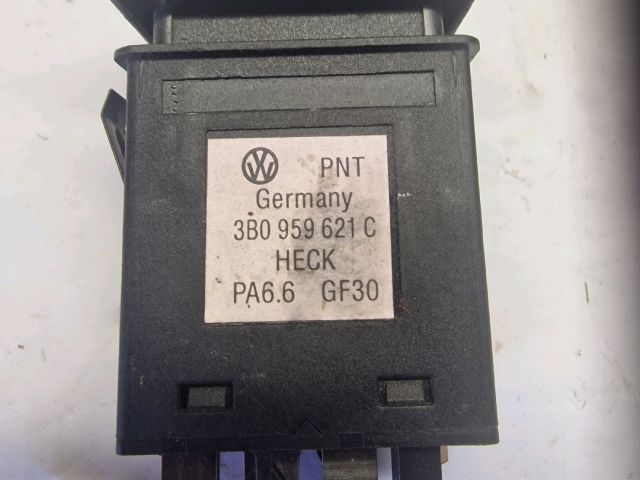 PNT
Germany
3B0 959 621 C
HECK
PA6.6 GF30